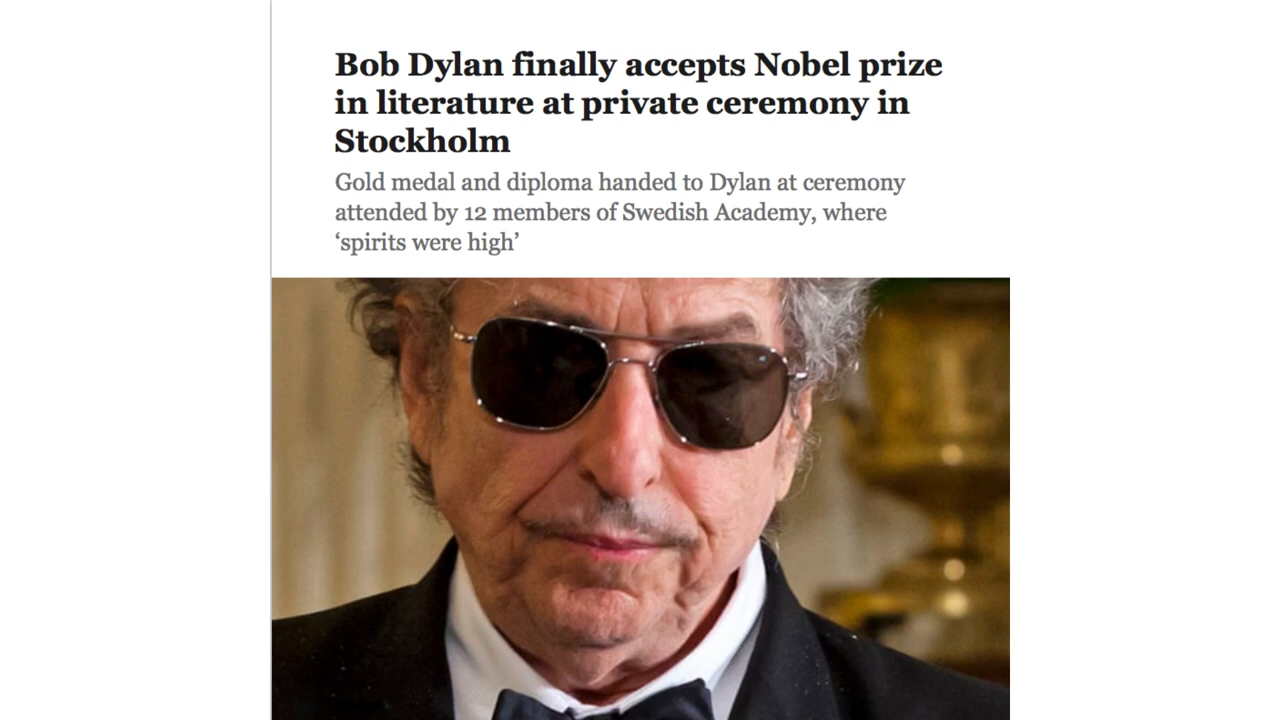 Bob Dylan finally accepts Nobel prize
in literature at private ceremony in
Stockholm
Gold medal and diploma handed to Dylan at ceremony
attended by 12 members of Swedish Academy, where
‘spirits were high’